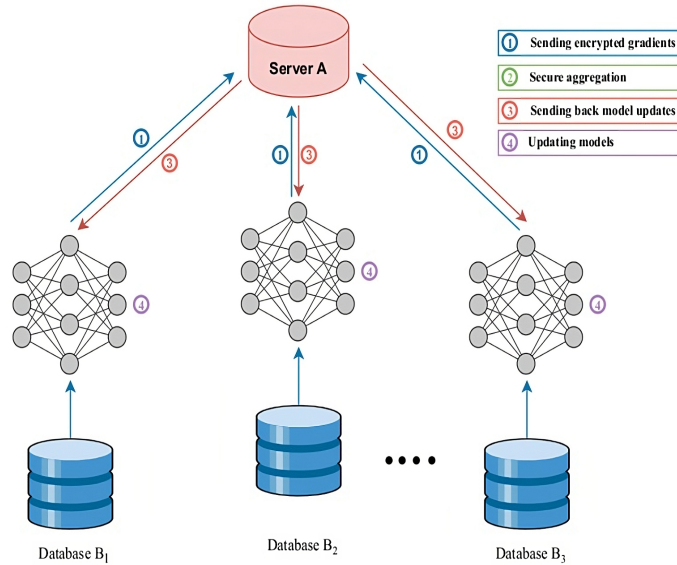 Server A
① Sending encrypted gradients
② Secure aggregation
③ Sending back model updates
④ Updating models
①
③
①
③
①
③
④
④
④
Database B₁
Database B₂
Database B₃